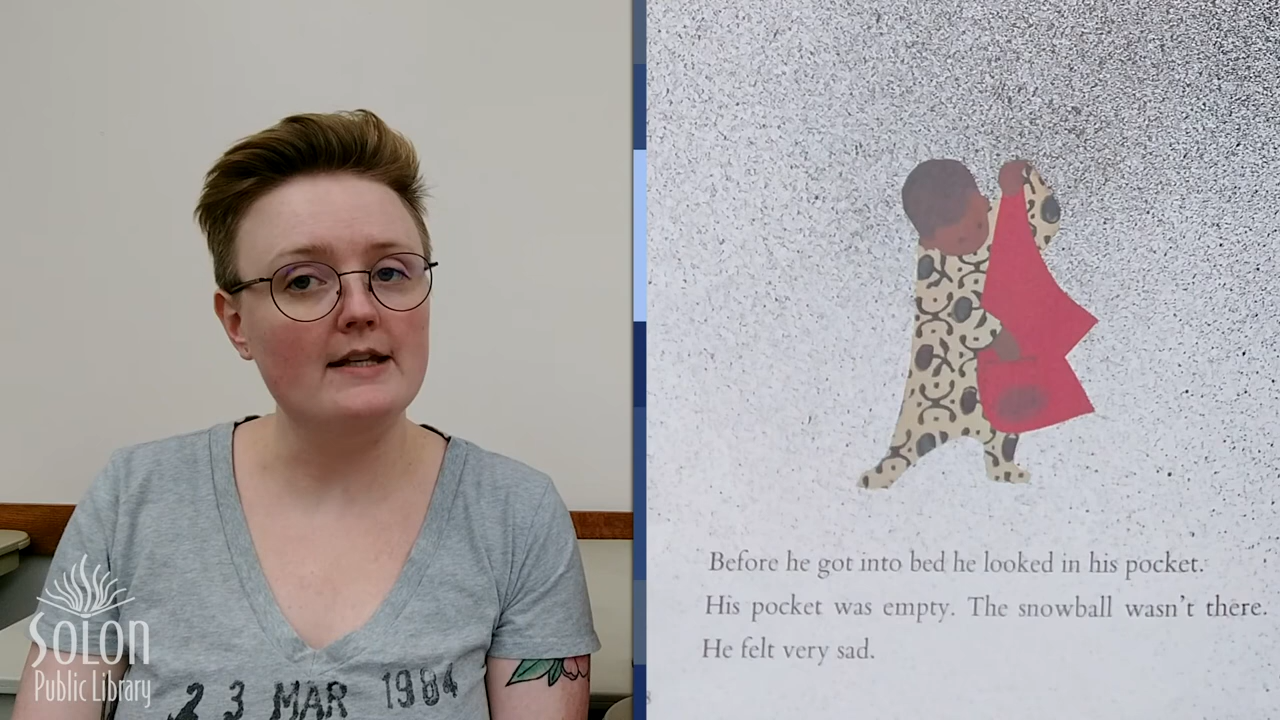 SOLON
Public Library
23 MAR 1984
Before he got into bed he looked in his pocket.
His pocket was empty. The snowball wasn't there.
He felt very sad.